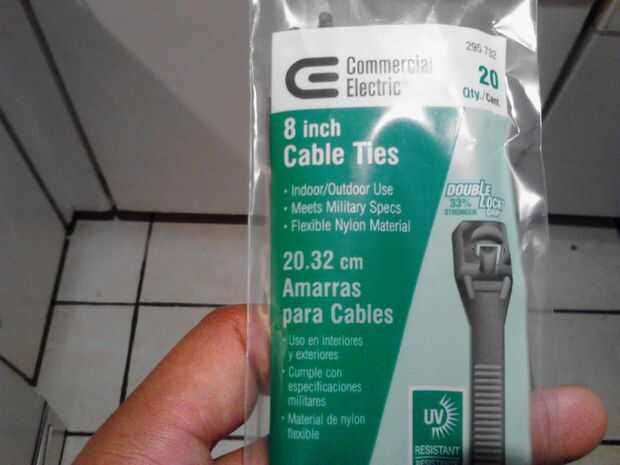 Commercial
Electric
295 732
20
Qty./Cant.
8 inch
Cable Ties
• Indoor/Outdoor Use
• Meets Military Specs
• Flexible Nylon Material
DOUBLE
LOCK
33%
STRONGER
20.32 cm
Amarras
para Cables
• Uso en interiores
y exteriores
• Cumple con
especificaciones
militares
• Material de nylon
flexible
UV
RESISTANT